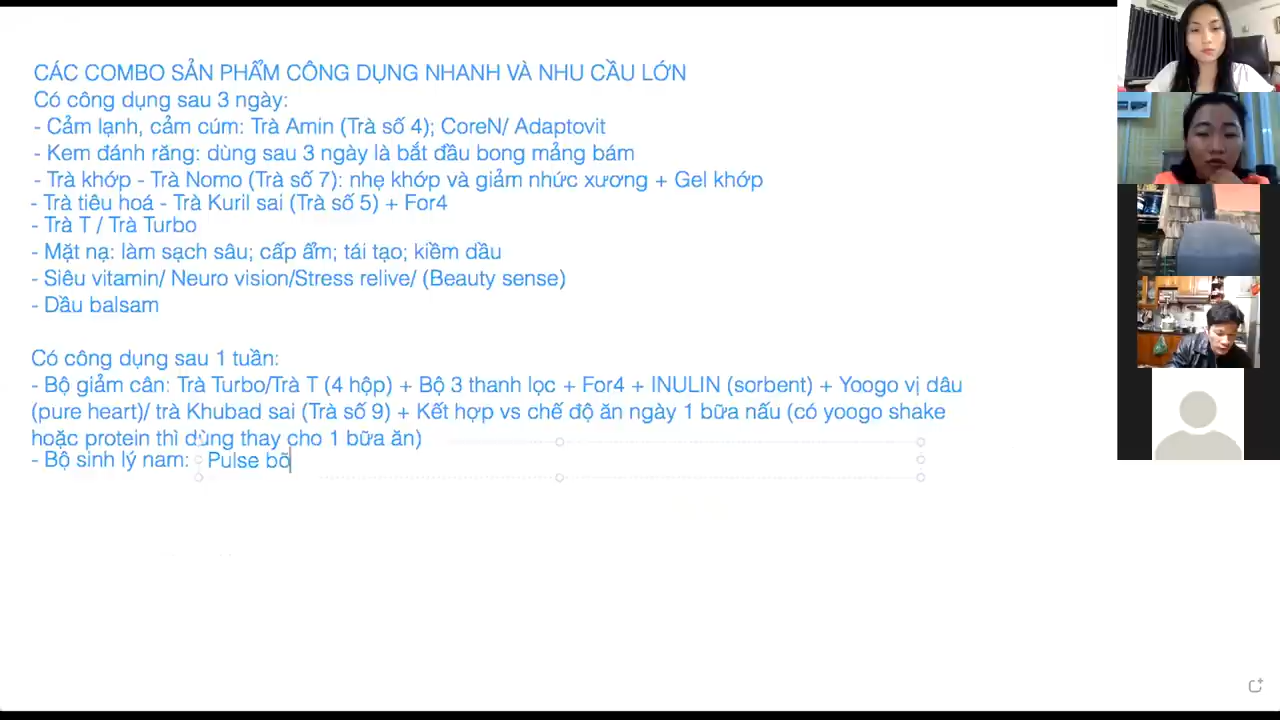 CÁC COMBO SẢN PHẨM CÔNG DỤNG NHANH VÀ NHU CẦU LỚN
Có công dụng sau 3 ngày:
- Cảm lạnh, cảm cúm: Trà Amin (Trà số 4); CoreN/ Adaptovit
- Kem đánh răng: dùng sau 3 ngày là bắt đầu bong mảng bám
- Trà khớp - Trà Nomo (Trà số 7): nhẹ khớp và giảm nhức xương + Gel khớp
- Trà tiêu hoá - Trà Kuril sai (Trà số 5) + For4
- Trà T / Trà Turbo
- Mặt nạ: làm sạch sâu; cấp ẩm; tái tạo; kiềm dầu
- Siêu vitamin/ Neuro vision/Stress relive/ (Beauty sense)
- Dầu balsam
Có công dụng sau 1 tuần:
- Bộ giảm cân: Trà Turbo/Trà T (4 hộp) + Bộ 3 thanh lọc + For4 + INULIN (sorbent) + Yoogo vị dâu
(pure heart)/ trà Khubad sai (Trà số 9) + Kết hợp vs chế độ ăn ngày 1 bữa nấu (có yoogo shake
hoặc protein thì dùng thay cho 1 bữa ăn)
- Bộ sinh lý nam: Pulse bõ